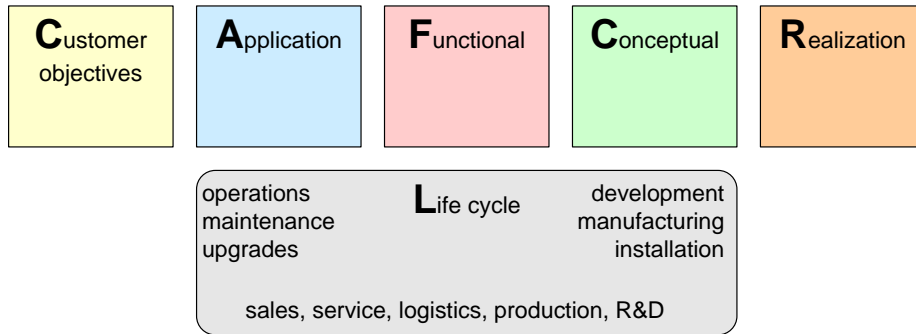 Customer
objectives
Application
Functional
Conceptual
Realization
operations
maintenance
upgrades
Life cycle
development
manufacturing
installation
sales, service, logistics, production, R&D